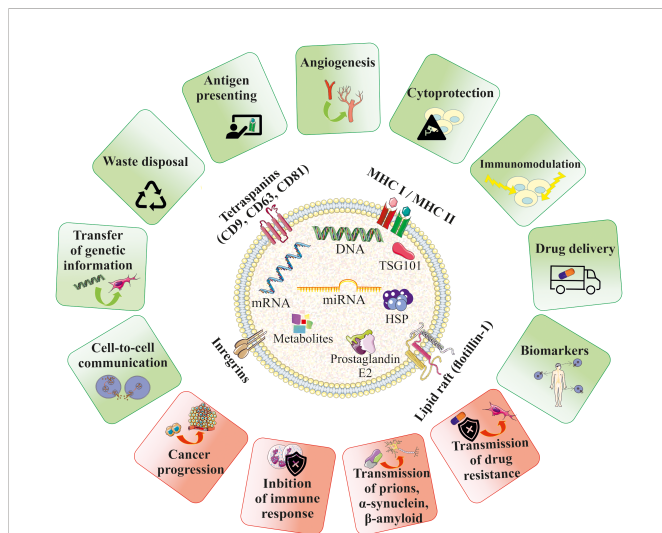 Angiogenesis
Antigen
presenting
Cytoprotection
Waste disposal
Immunomodulation
Transfer
of genetic
information
Drug delivery
Cell-to-cell
communication
Biomarkers
Cancer
progression
Inbition
of immune
response
Transmission
of prions,
α-synuclein,
β-amyloid
Transmission
of drug
resistance
Tetraspanins
(CD9, CD63, CD81)
MHC I / MHC II
DNA
TSG101
mRNA
miRNA
HSP
Metabolites
Prostaglandin
E2
Inregrins
Lipid raft (flotillin-1)